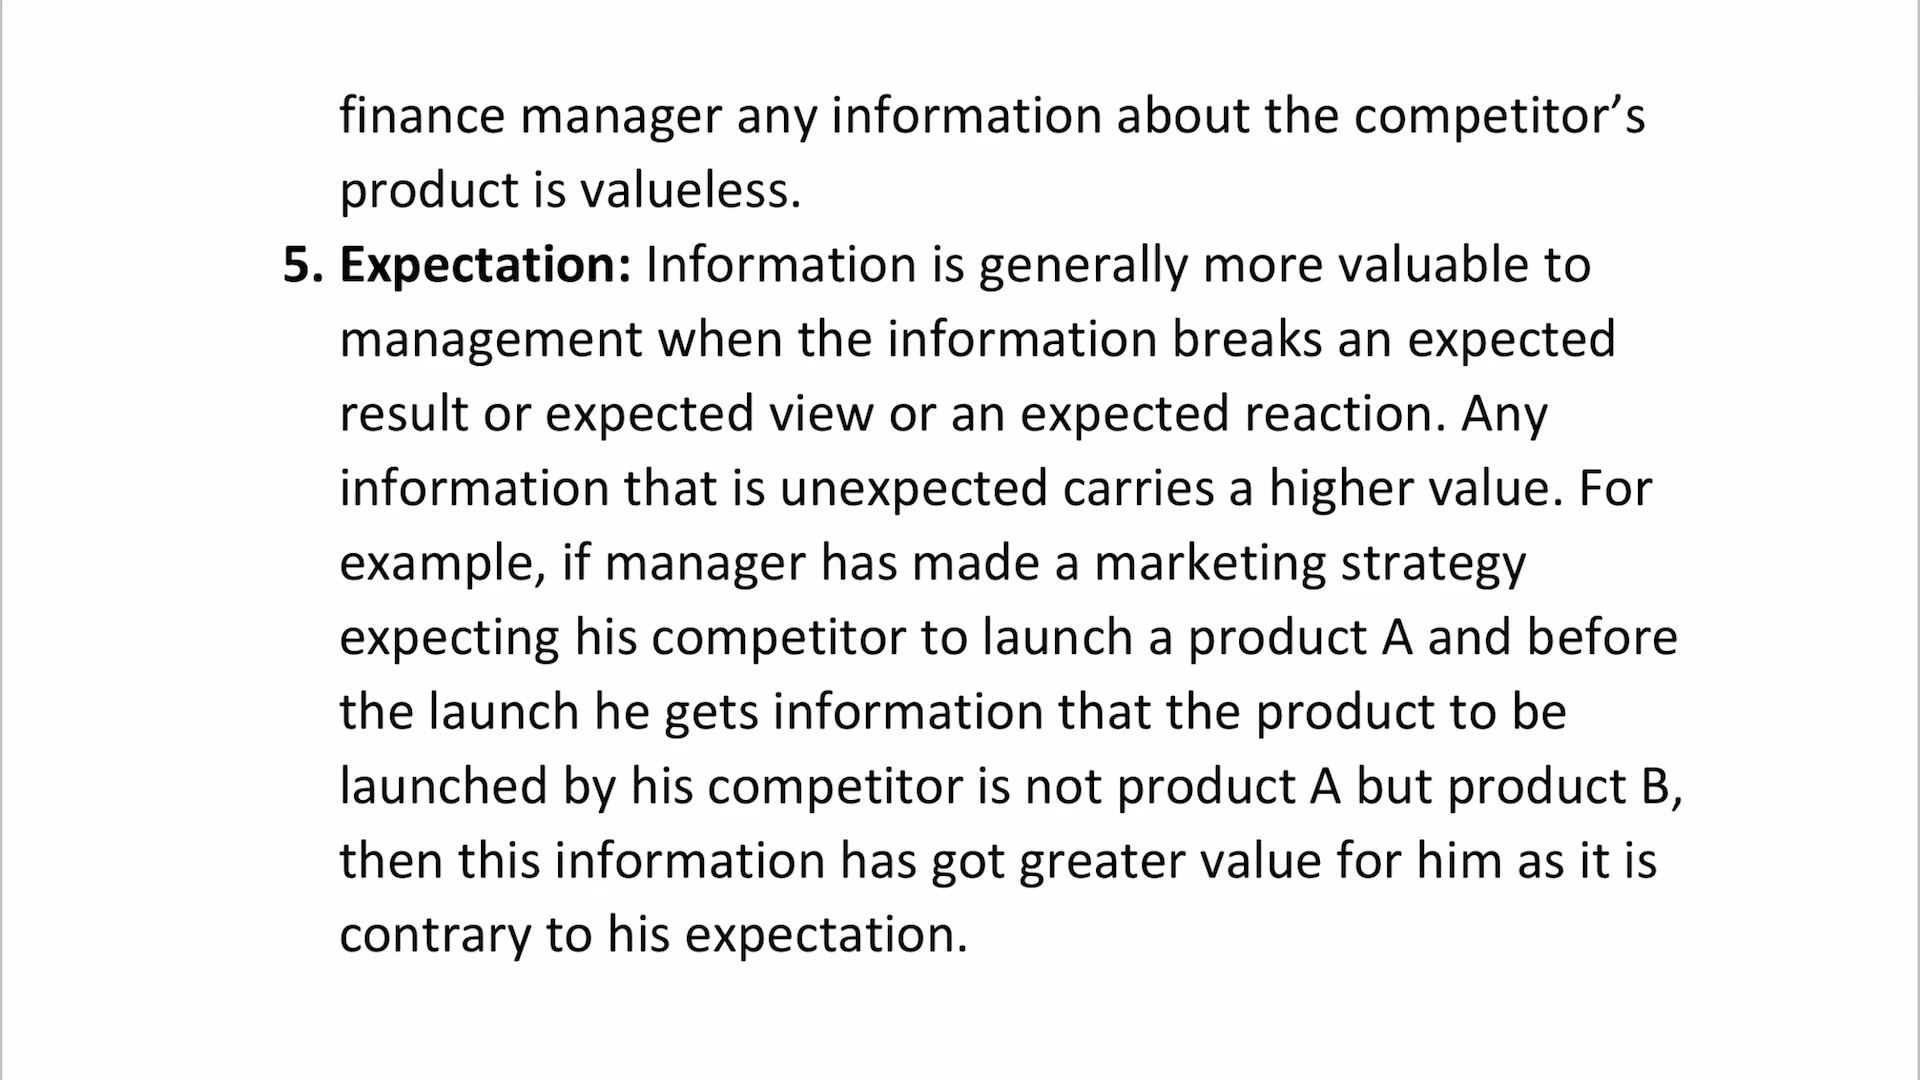 finance manager any information about the competitor’s
product is valueless.
5. Expectation: Information is generally more valuable to
management when the information breaks an expected
result or expected view or an expected reaction. Any
information that is unexpected carries a higher value. For
example, if manager has made a marketing strategy
expecting his competitor to launch a product A and before
the launch he gets information that the product to be
launched by his competitor is not product A but product B,
then this information has got greater value for him as it is
contrary to his expectation.